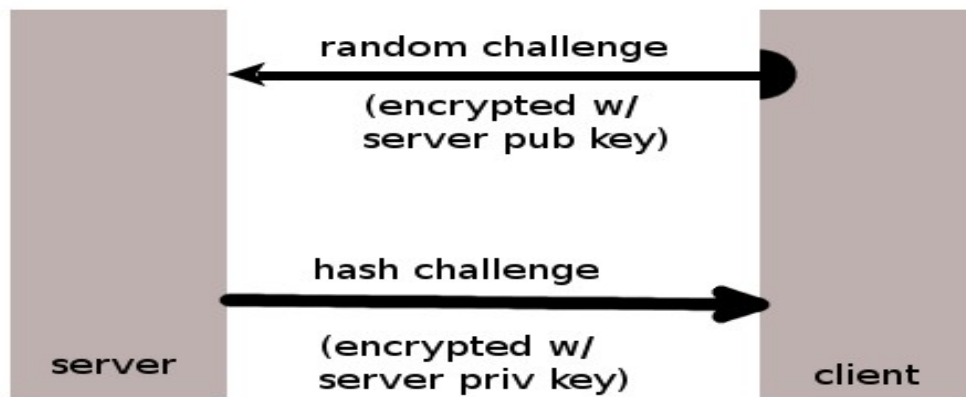 random challenge
(encrypted w/
server pub key)
hash challenge
(encrypted w/
server priv key)
server
client